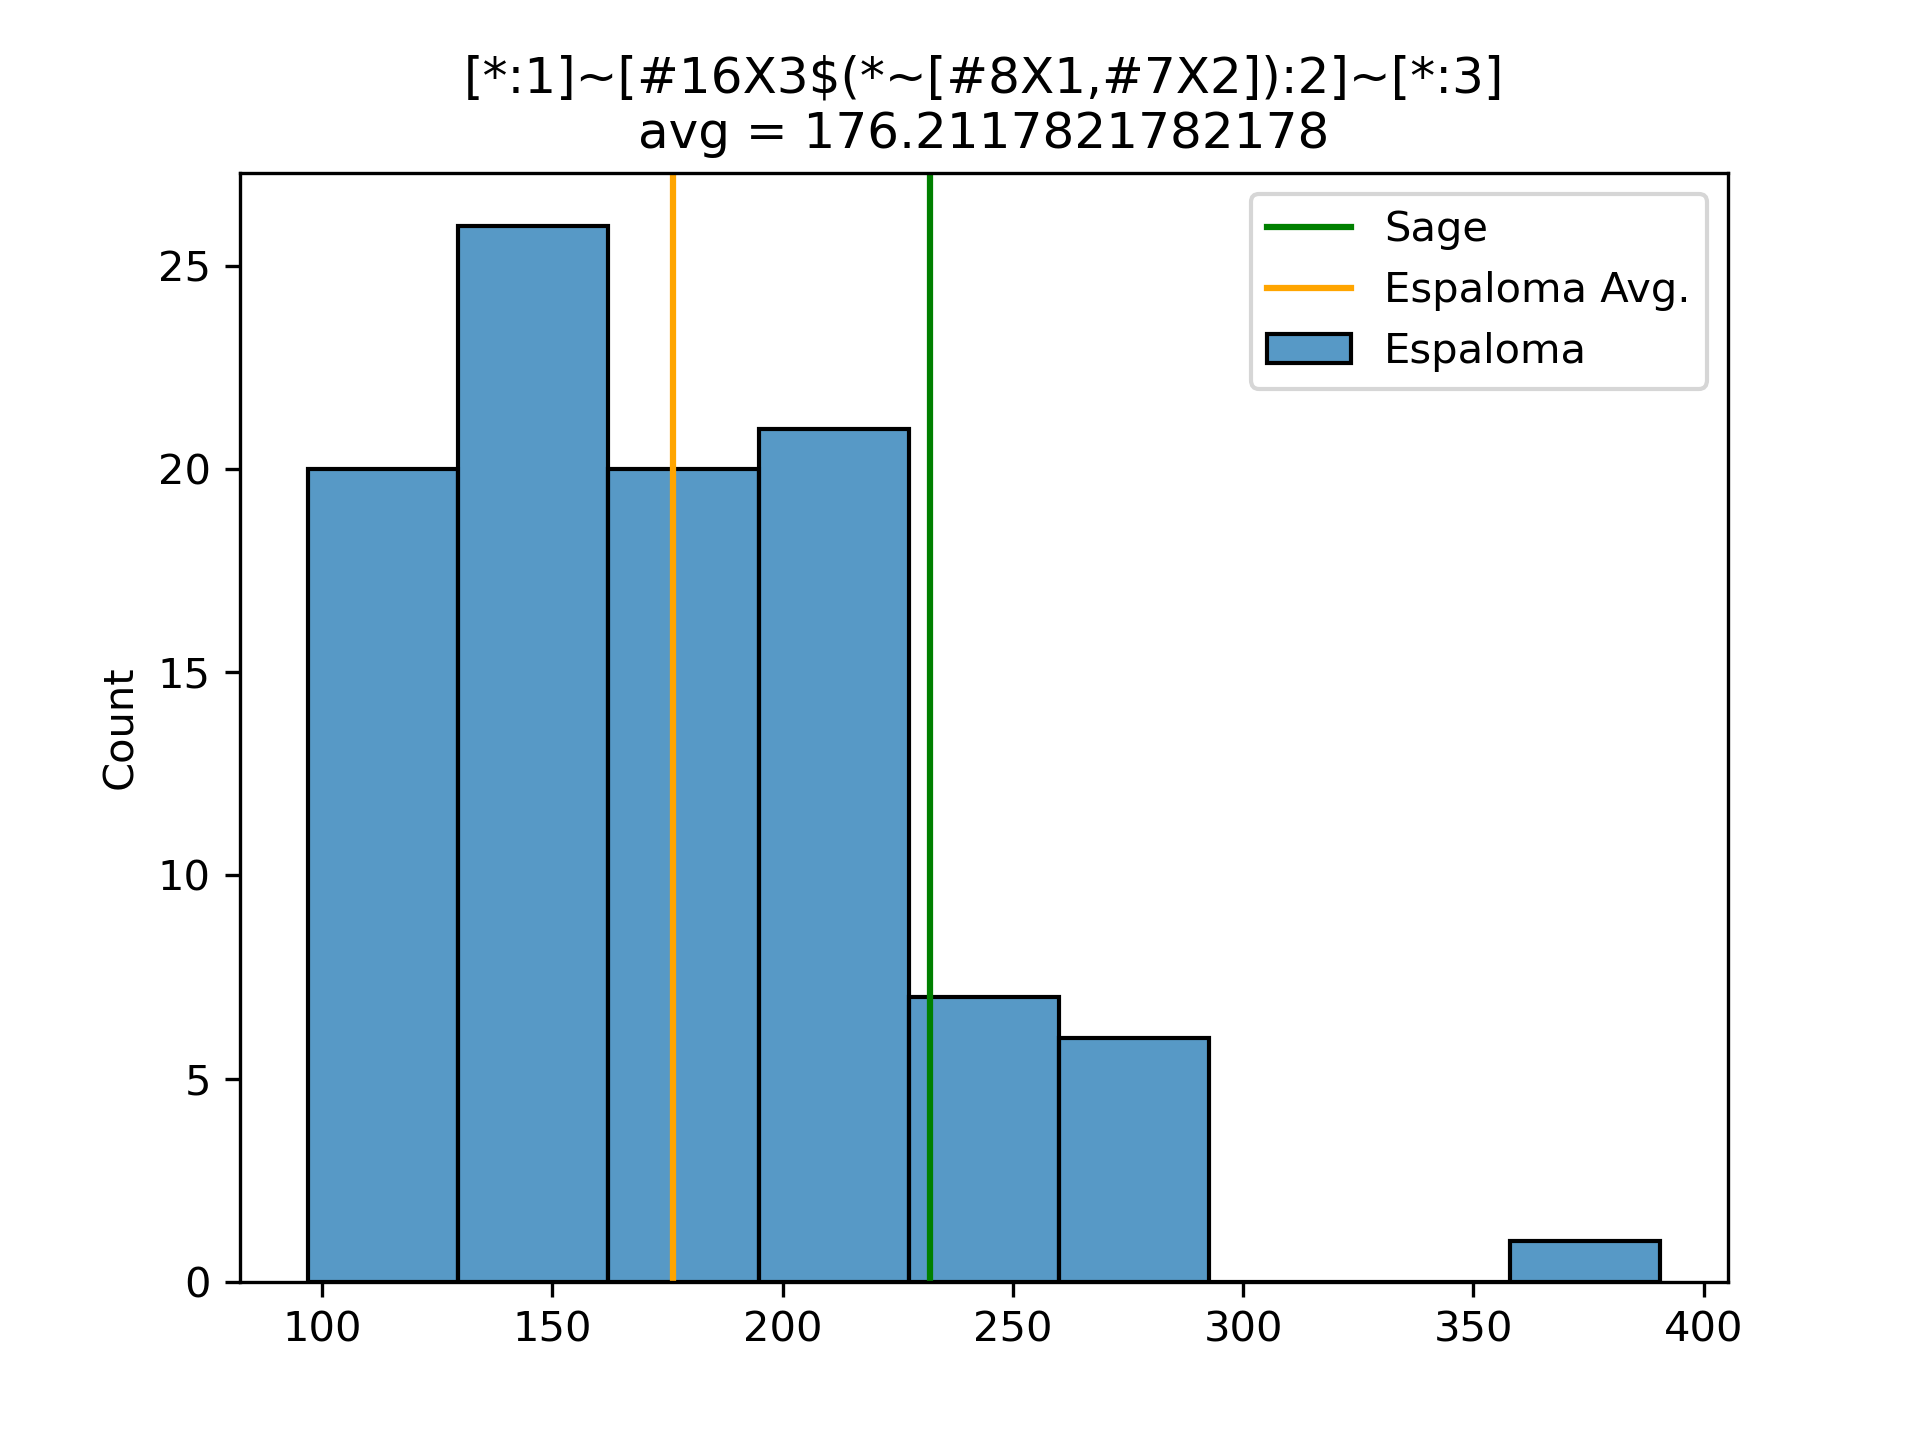 [*:1]~[#16X3$(*~[#8X1,#7X2]):2]~[*:3]
avg = 176.2117821782178
Sage
Espaloma Avg.
Espaloma
Count
25
20
15
10
5
0
100 150 200 250 300 350 400